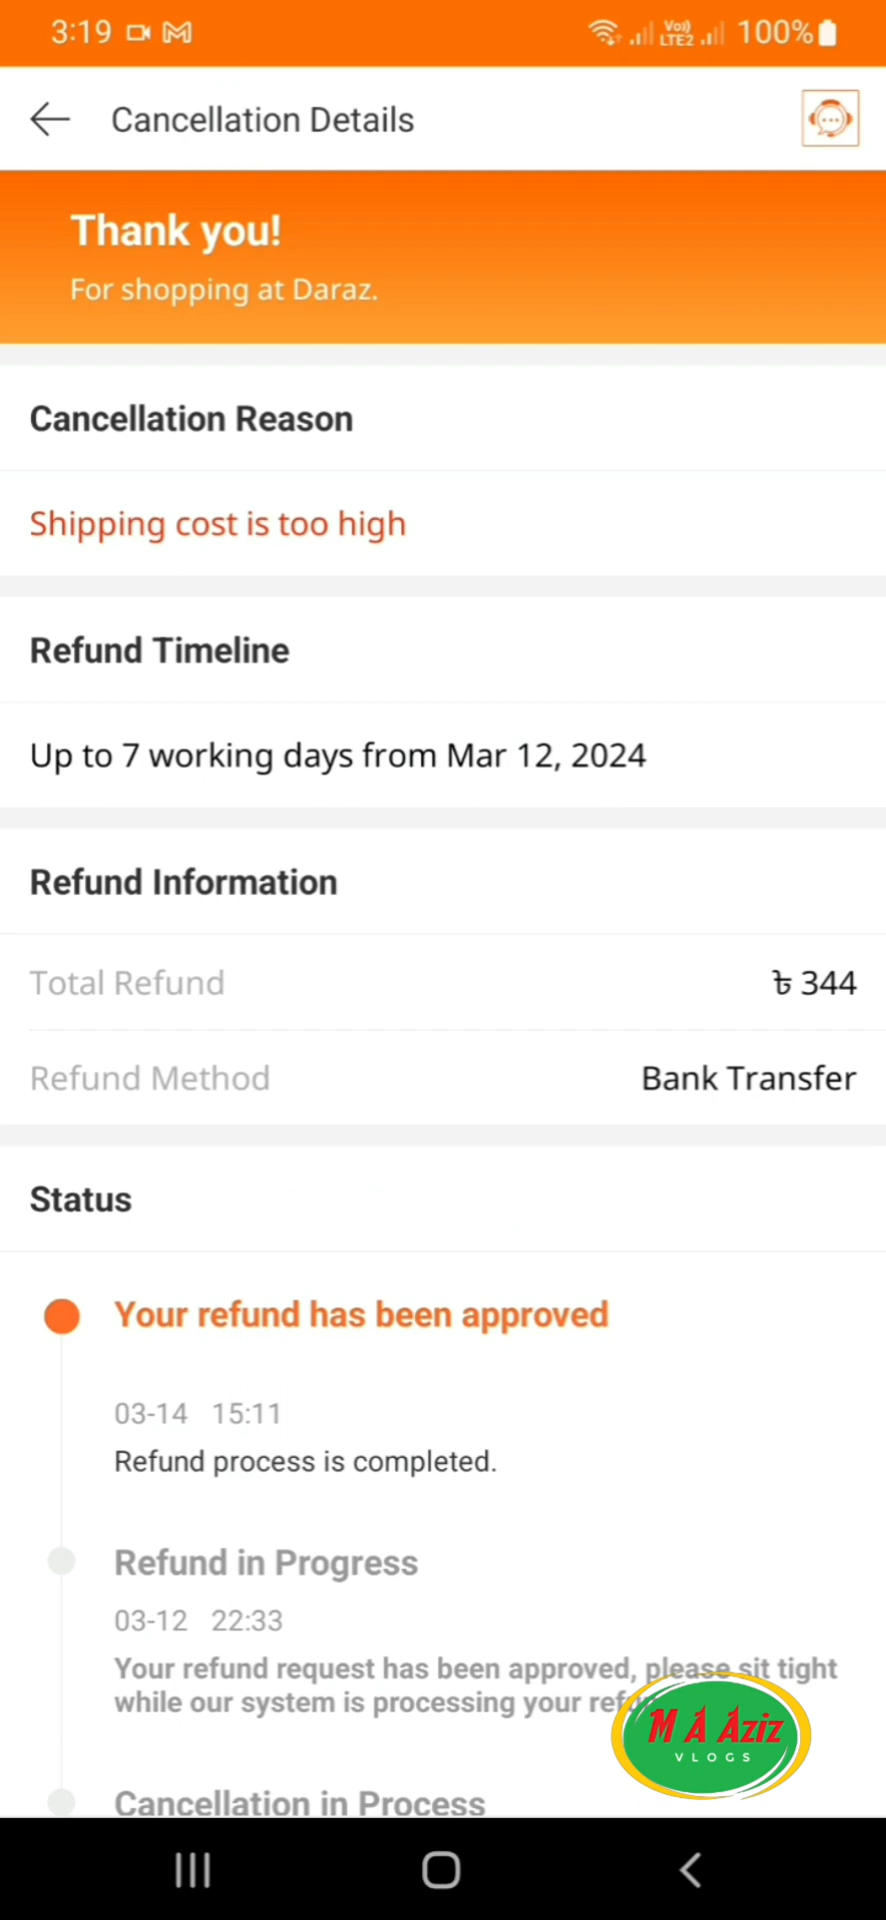 3:19
Vo))
LTE2
100%
Cancellation Details
Thank you!
For shopping at Daraz.
Cancellation Reason
Shipping cost is too high
Refund Timeline
Up to 7 working days from Mar 12, 2024
Refund Information
Total Refund
৳ 344
Refund Method
Bank Transfer
Status
Your refund has been approved
03-14 15:11
Refund process is completed.
Refund in Progress
03-12 22:33
Your refund request has been approved, please sit tight
while our system is processing your
M A Aziz
VLOGS
Cancellation in Process